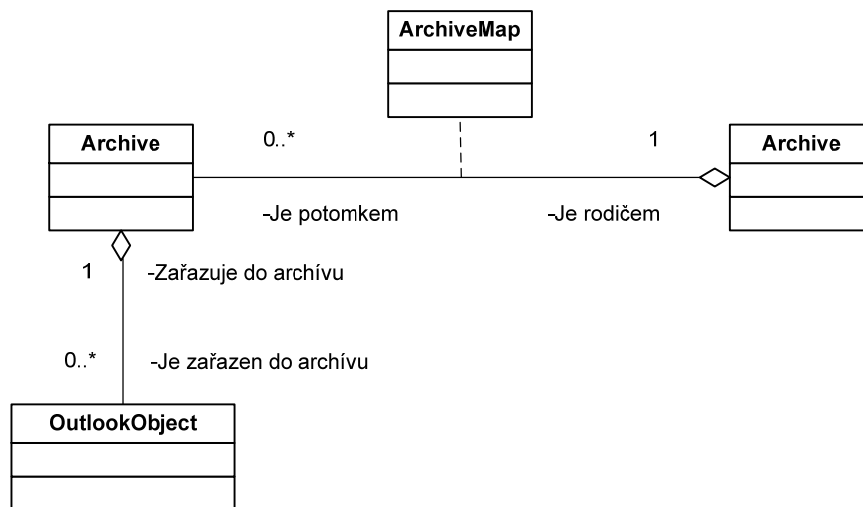 ArchiveMap
Archive
0..*
1
Archive
-Je potomkem
-Je rodičem
1
-Zařazuje do archívu
0..*
-Je zařazen do archívu
OutlookObject